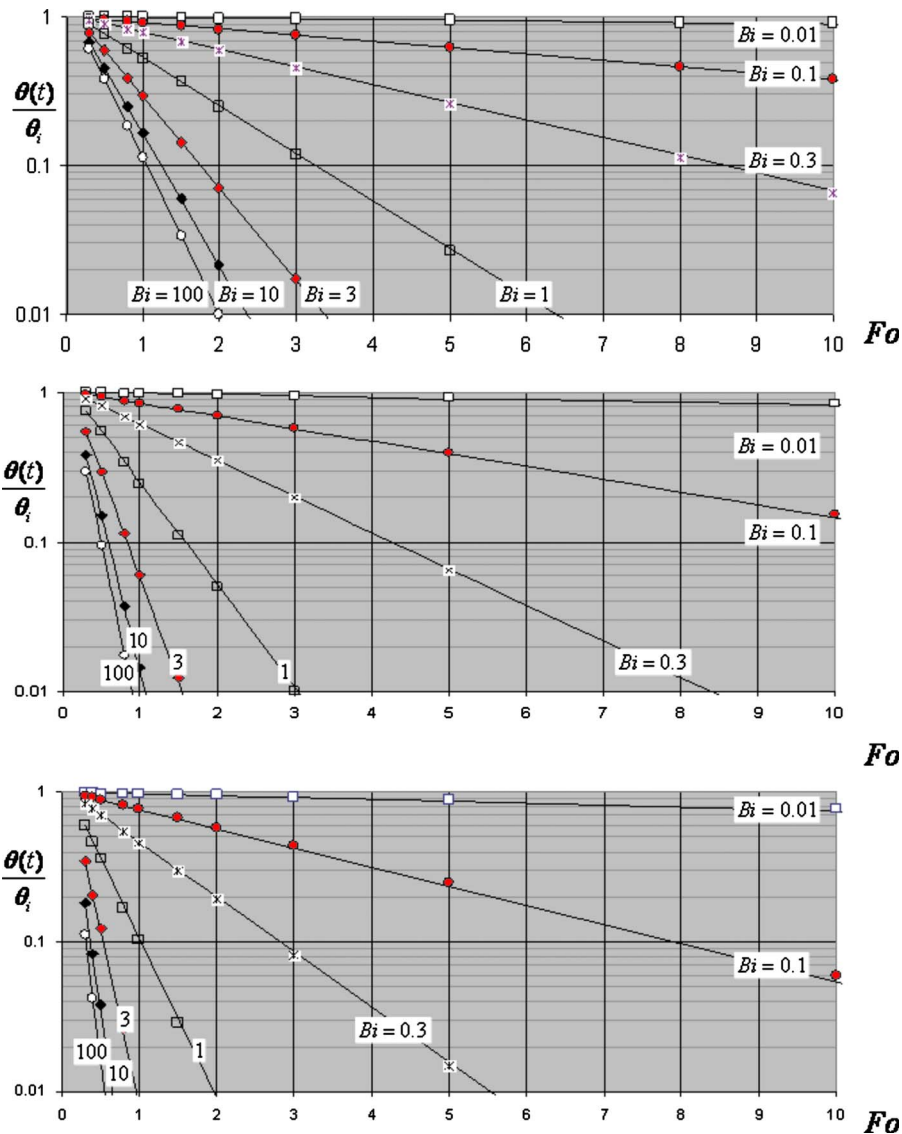 1
Bi = 0.01
Bi = 0.1
θ(t)
θi
0.1
Bi = 0.3
Bi = 100
Bi = 10
Bi = 3
Bi = 1
0.01
0 1 2 3 4 5 6 7 8 9 10
Fo
1
Bi = 0.01
θ(t)
θi
0.1
Bi = 0.1
10
100
3
1
Bi = 0.3
0.01
0 1 2 3 4 5 6 7 8 9 10
Fo
1
Bi = 0.01
θ(t)
θi
0.1
Bi = 0.1
3
100
10
1
Bi = 0.3
0.01
0 1 2 3 4 5 6 7 8 9 10
Fo